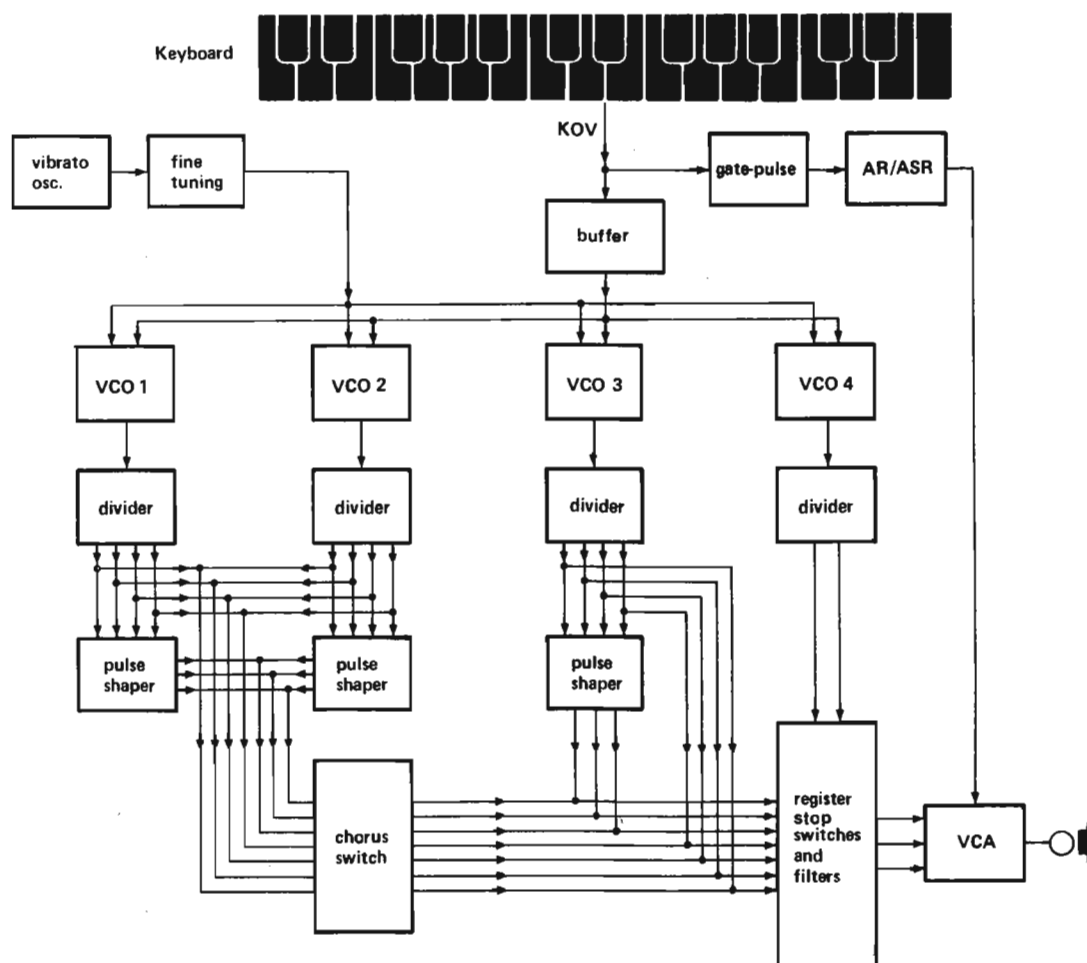 Keyboard
KOV
vibrato
osc.
fine
tuning
gate-pulse
AR/ASR
buffer
VCO 1
VCO 2
VCO 3
VCO 4
divider
divider
divider
divider
pulse
shaper
pulse
shaper
pulse
shaper
chorus
switch
register
stop
switches
and
filters
VCA